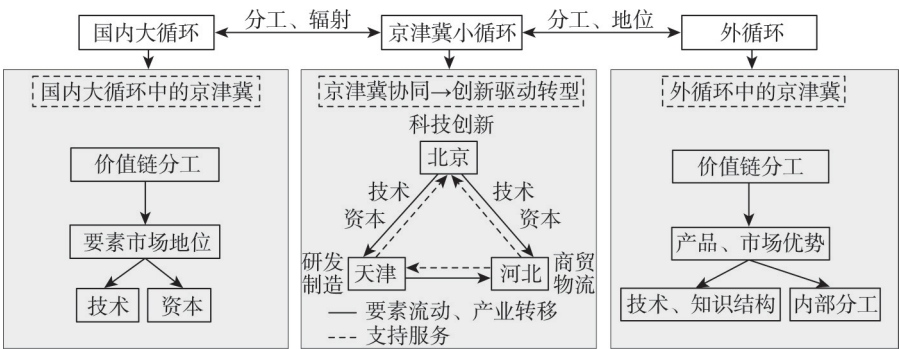 国内大循环
分工、辐射
京津冀小循环
分工、地位
外循环
国内大循环中的京津冀
价值链分工
要素市场地位
技术
资本
京津冀协同→创新驱动转型
科技创新
北京
技术
资本
技术
资本
研发
制造
天津
河北
商贸
物流
要素流动、产业转移
支持服务
外循环中的京津冀
价值链分工
产品、市场优势
技术、知识结构
内部分工